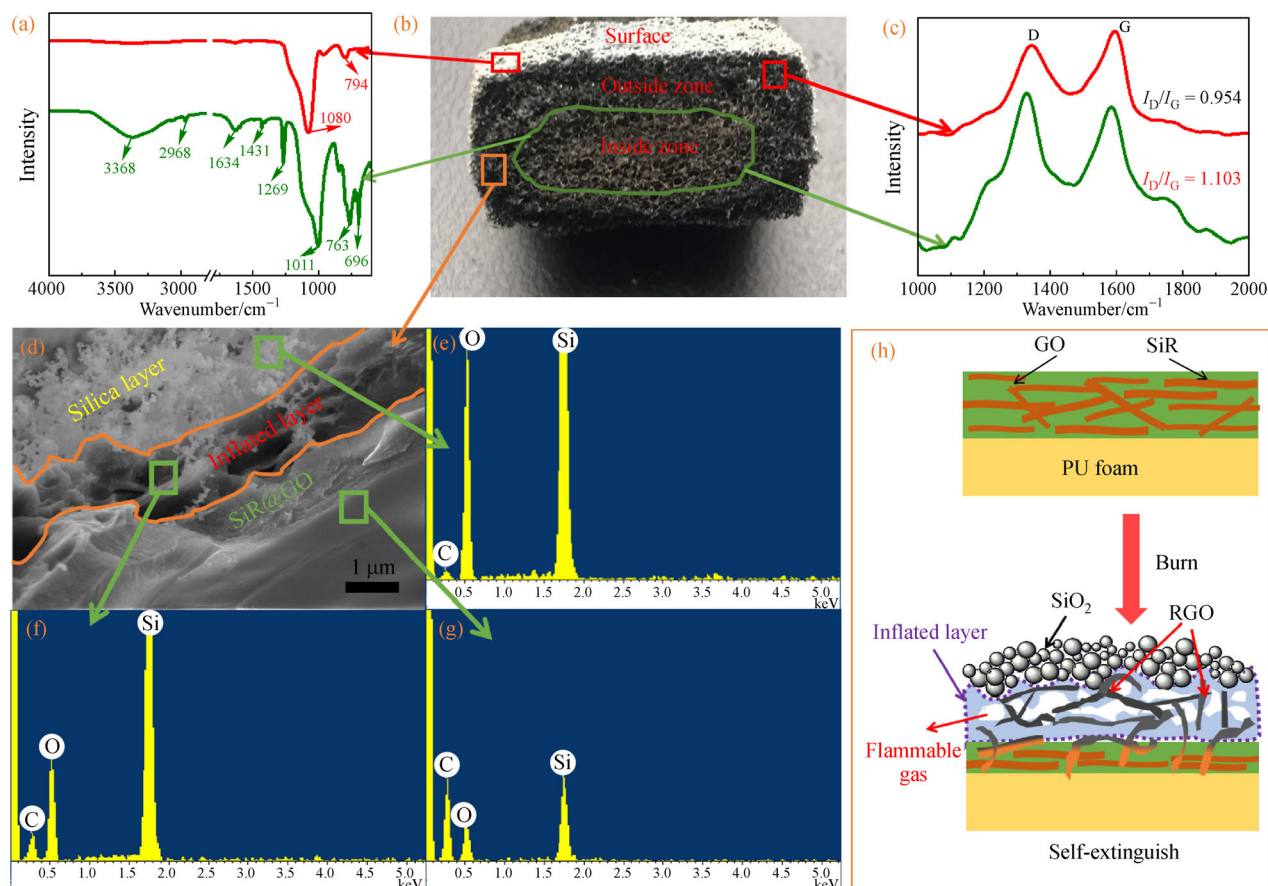 (a)
794
1080
3368
2968
1634
1431
1269
1011
763
696
Intensity
4000
3000
2000
1000
Wavenumber/cm⁻¹
(b)
Surface
Outside zone
Inside zone
(c)
D
G
I_D/I_G = 0.954
I_D/I_G = 1.103
Intensity
1000
1200
1400
1600
1800
2000
Wavenumber/cm⁻¹
(d)
Silica layer
Inflated layer
SiR@GO
1 μm
(e)
C
O
Si
0.5 1.0 1.5 2.0 2.5 3.0 3.5 4.0 4.5 5.0
keV
(f)
C
O
Si
0.5 1.0 1.5 2.0 2.5 3.0 3.5 4.0 4.5 5.0
keV
(g)
C
O
Si
0.5 1.0 1.5 2.0 2.5 3.0 3.5 4.0 4.5 5.0
keV
(h)
GO
SiR
PU foam
Burn
SiO₂
RGO
Inflated layer
Flammable
gas
Self-extinguish